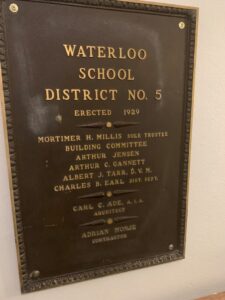 WATERLOO
SCHOOL
DISTRICT NO. 5
ERECTED 1929
MORTIMER H. MILLIS SOLE TRUSTEE
BUILDING COMMITTEE
ARTHUR JENSEN
ARTHUR C. GANNETT
ALBERT J. TARR, D.V.M.
CHARLES B. EARL DIST. SUPT.
CARL C. ADE, A.I.A.
ARCHITECT
ADRIAN
CONTRACTOR